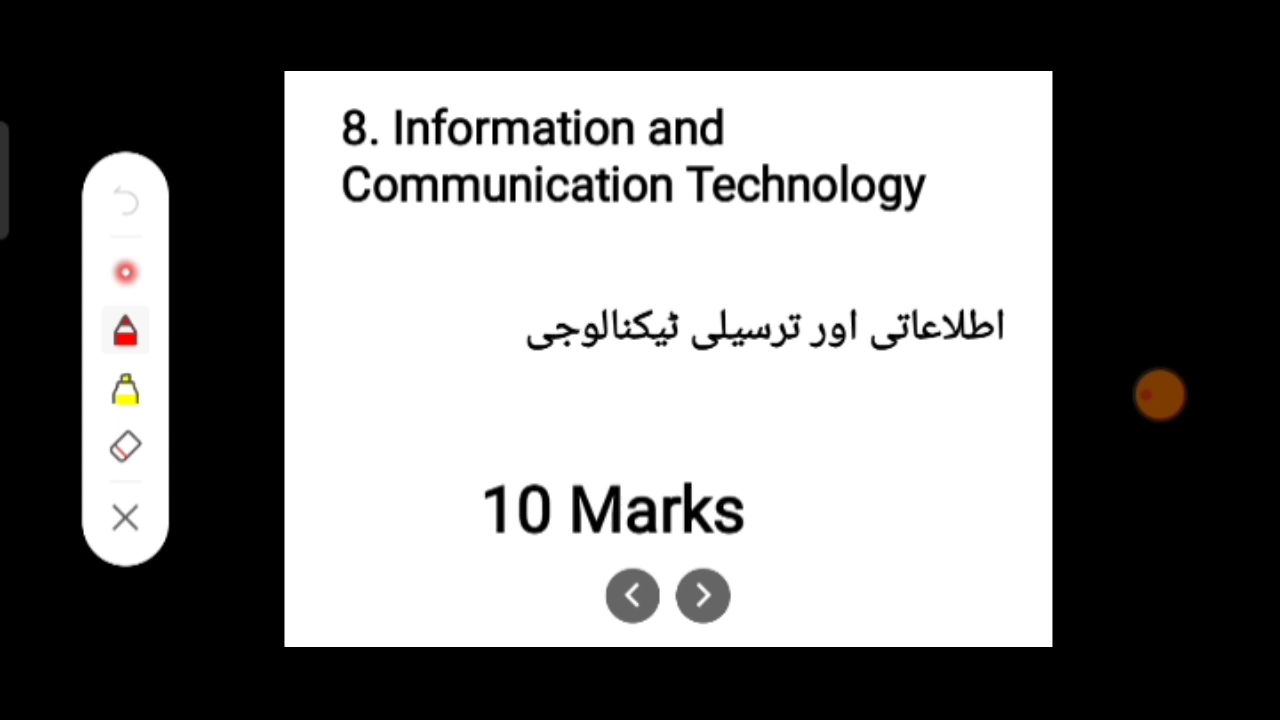 8. Information and
Communication Technology
اطلاعاتی اور ترسیلی ٹیکنالوجی
10 Marks